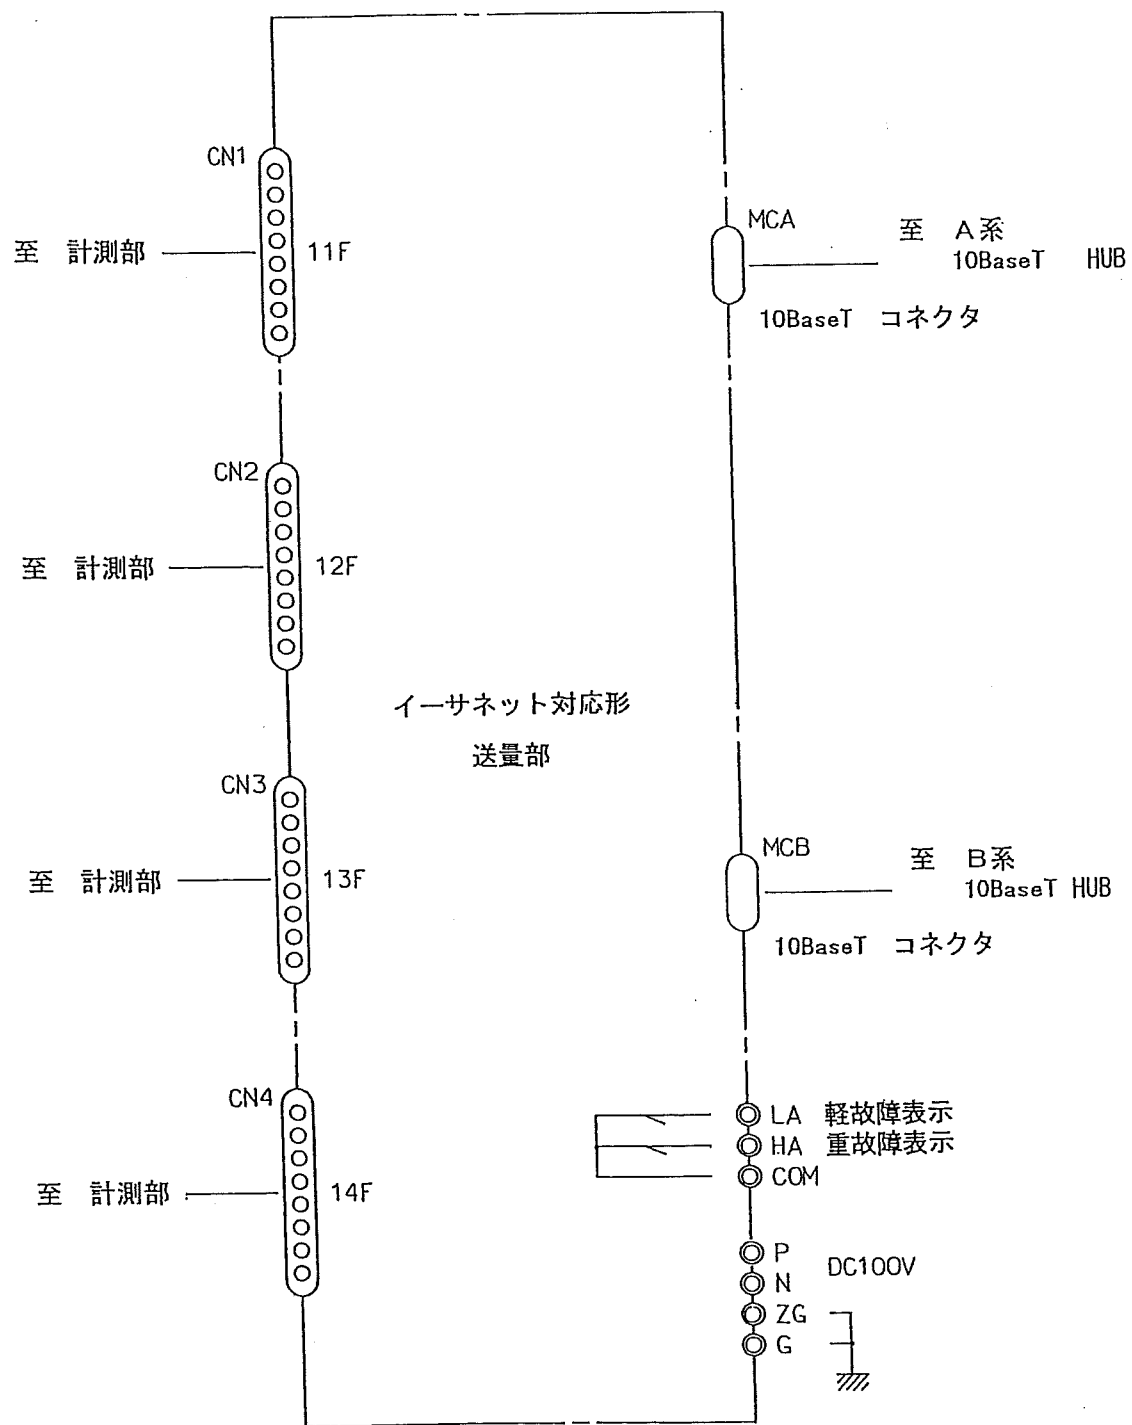 CN1
至 計測部
11F
MCA
至 A系
10BaseT HUB
10BaseT コネクタ
CN2
至 計測部
12F
イーサネット対応形
送量部
CN3
至 計測部
13F
MCB
至 B系
10BaseT HUB
10BaseT コネクタ
CN4
至 計測部
14F
LA 軽故障表示
HA 重故障表示
COM
P
N
DC100V
ZG
G